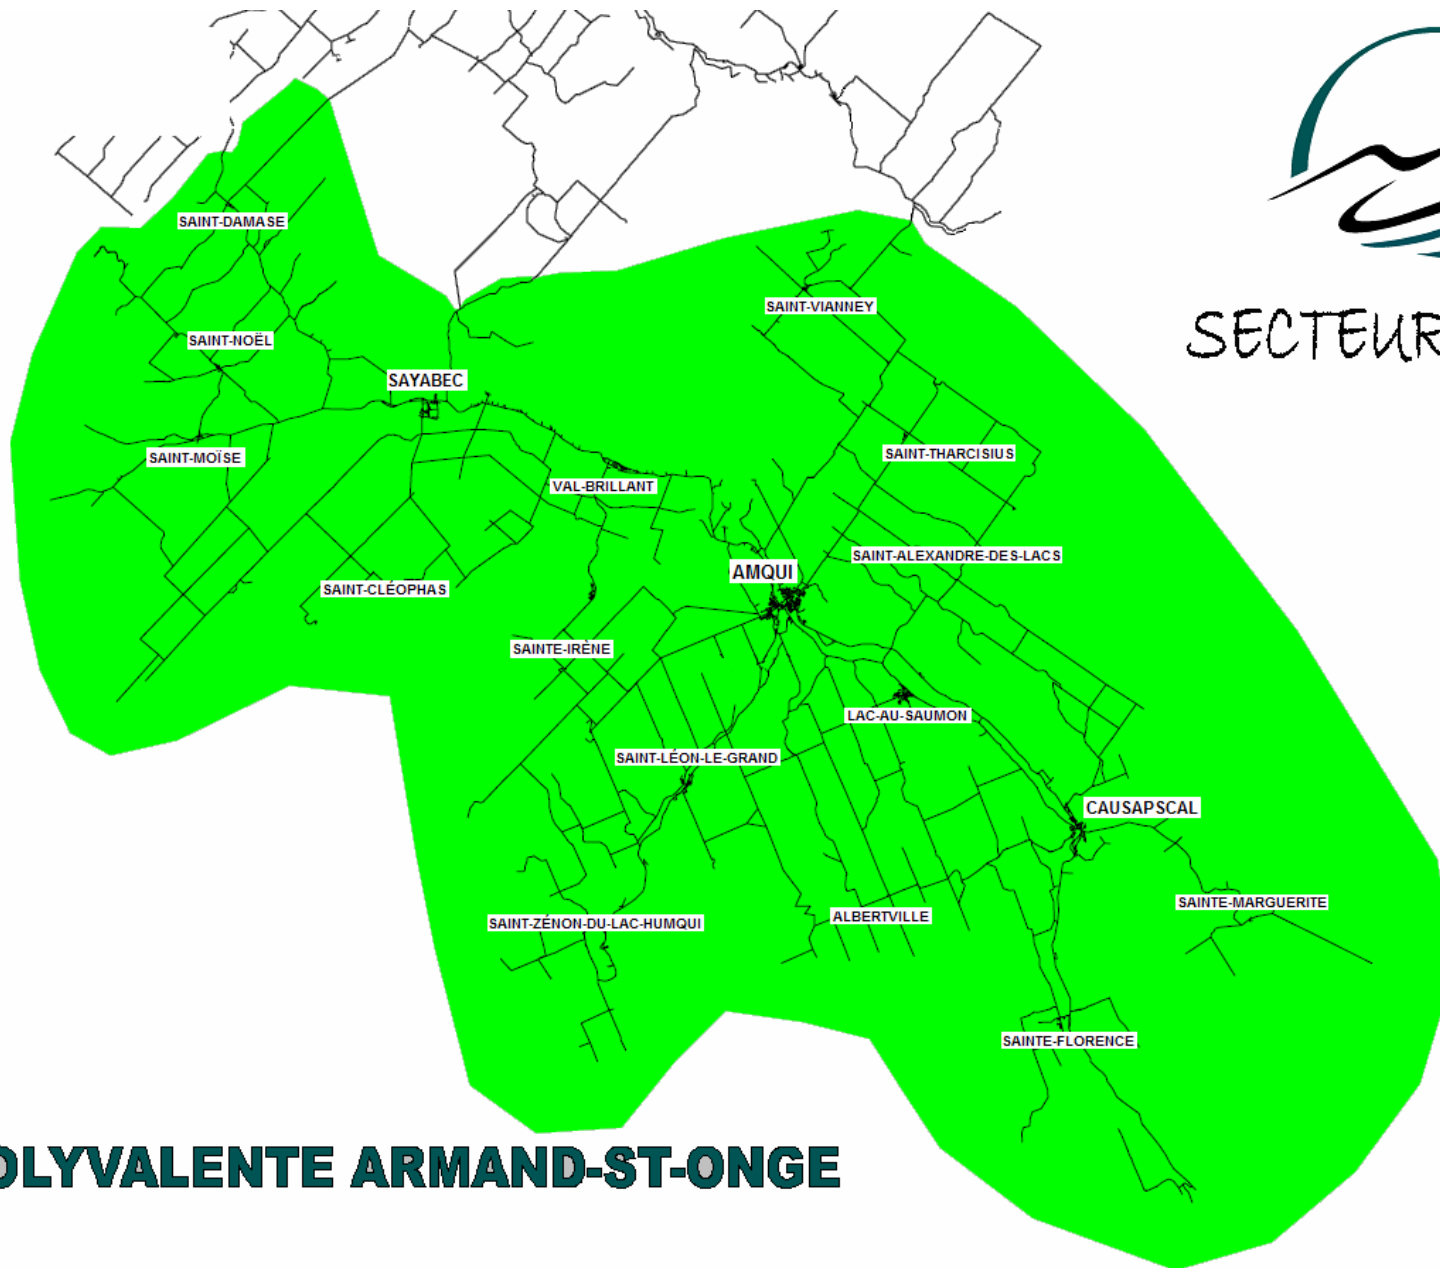 SAINT-DAMASE
SAINT-VIANNEY
SECTEUR
SAINT-NOËL
SAYABEC
SAINT-MOÏSE
SAINT-THARCISIUS
VAL-BRILLANT
SAINT-ALEXANDRE-DES-LACS
AMQUI
SAINT-CLÉOPHAS
SAINTE-IRÈNE
LAC-AU-SAUMON
SAINT-LÉON-LE-GRAND
CAUSAPSCAL
SAINTE-MARGUERITE
ALBERTVILLE
SAINT-ZÉNON-DU-LAC-HUMQUI
SAINTE-FLORENCE
OLYVALENTE ARMAND-ST-ONGE